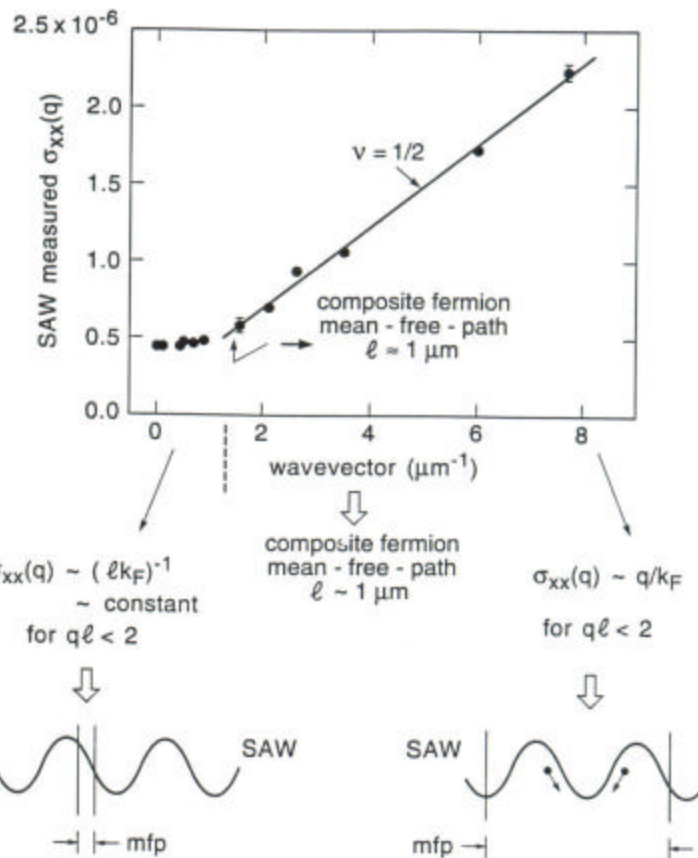 2.5 x 10⁻⁶
2.0
1.5
1.0
0.5
0.0
SAW measured σxx(q)
ν = 1/2
composite fermion
mean - free - path
ℓ ≈ 1 μm
0 2 4 6 8
wavevector (μm⁻¹)
composite fermion
mean - free - path
ℓ ~ 1 μm
xx(q) ~ (ℓkF)⁻¹
~ constant
for qℓ < 2
σxx(q) ~ q/kF
for qℓ < 2
SAW
SAW
mfp
mfp